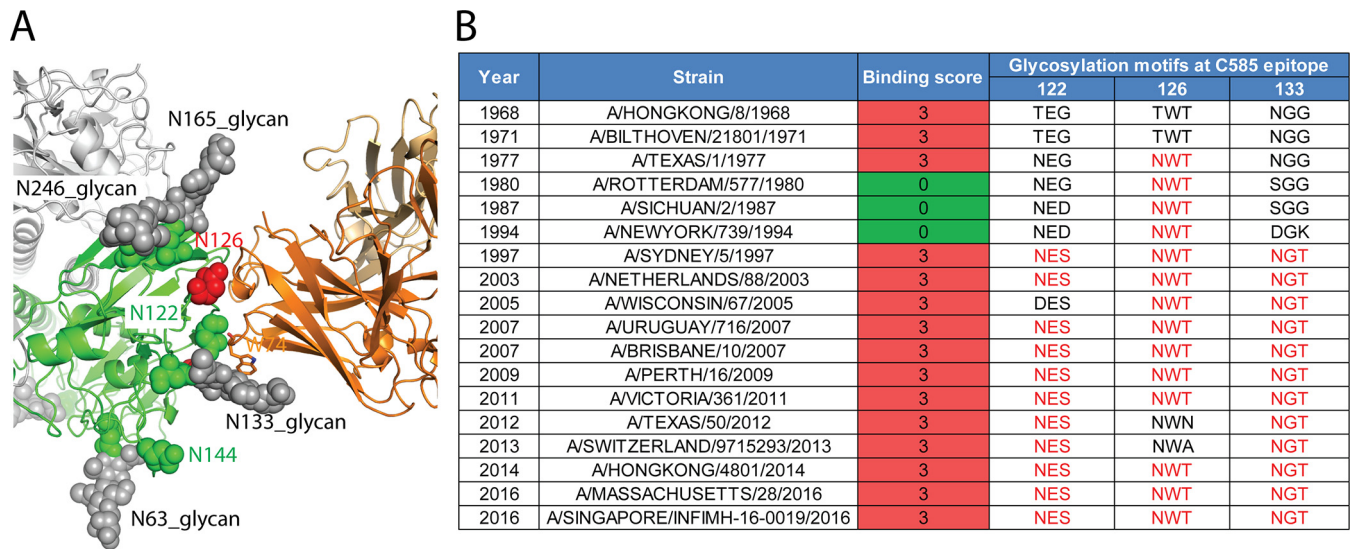 A
N165_glycan
N246_glycan
N126
N122
W74
N133_glycan
N144
N63_glycan
B
Year Strain Binding score Glycosylation motifs at C585 epitope
122 126 133
1968 A/HONGKONG/8/1968 3 TEG TWT NGG
1971 A/BILTHOVEN/21801/1971 3 TEG TWT NGG
1977 A/TEXAS/1/1977 3 NEG NWT NGG
1980 A/ROTTERDAM/577/1980 0 NEG NWT SGG
1987 A/SICHUAN/2/1987 0 NED NWT SGG
1994 A/NEWYORK/739/1994 0 NED NWT DGK
1997 A/SYDNEY/5/1997 3 NES NWT NGT
2003 A/NETHERLANDS/88/2003 3 NES NWT NGT
2005 A/WISCONSIN/67/2005 3 DES NWT NGT
2007 A/URUGUAY/716/2007 3 NES NWT NGT
2007 A/BRISBANE/10/2007 3 NES NWT NGT
2009 A/PERTH/16/2009 3 NES NWT NGT
2011 A/VICTORIA/361/2011 3 NES NWT NGT
2012 A/TEXAS/50/2012 3 NES NWN NGT
2013 A/SWITZERLAND/9715293/2013 3 NES NWA NGT
2014 A/HONGKONG/4801/2014 3 NES NWT NGT
2016 A/MASSACHUSETTS/28/2016 3 NES NWT NGT
2016 A/SINGAPORE/INFIMH-16-0019/2016 3 NES NWT NGT